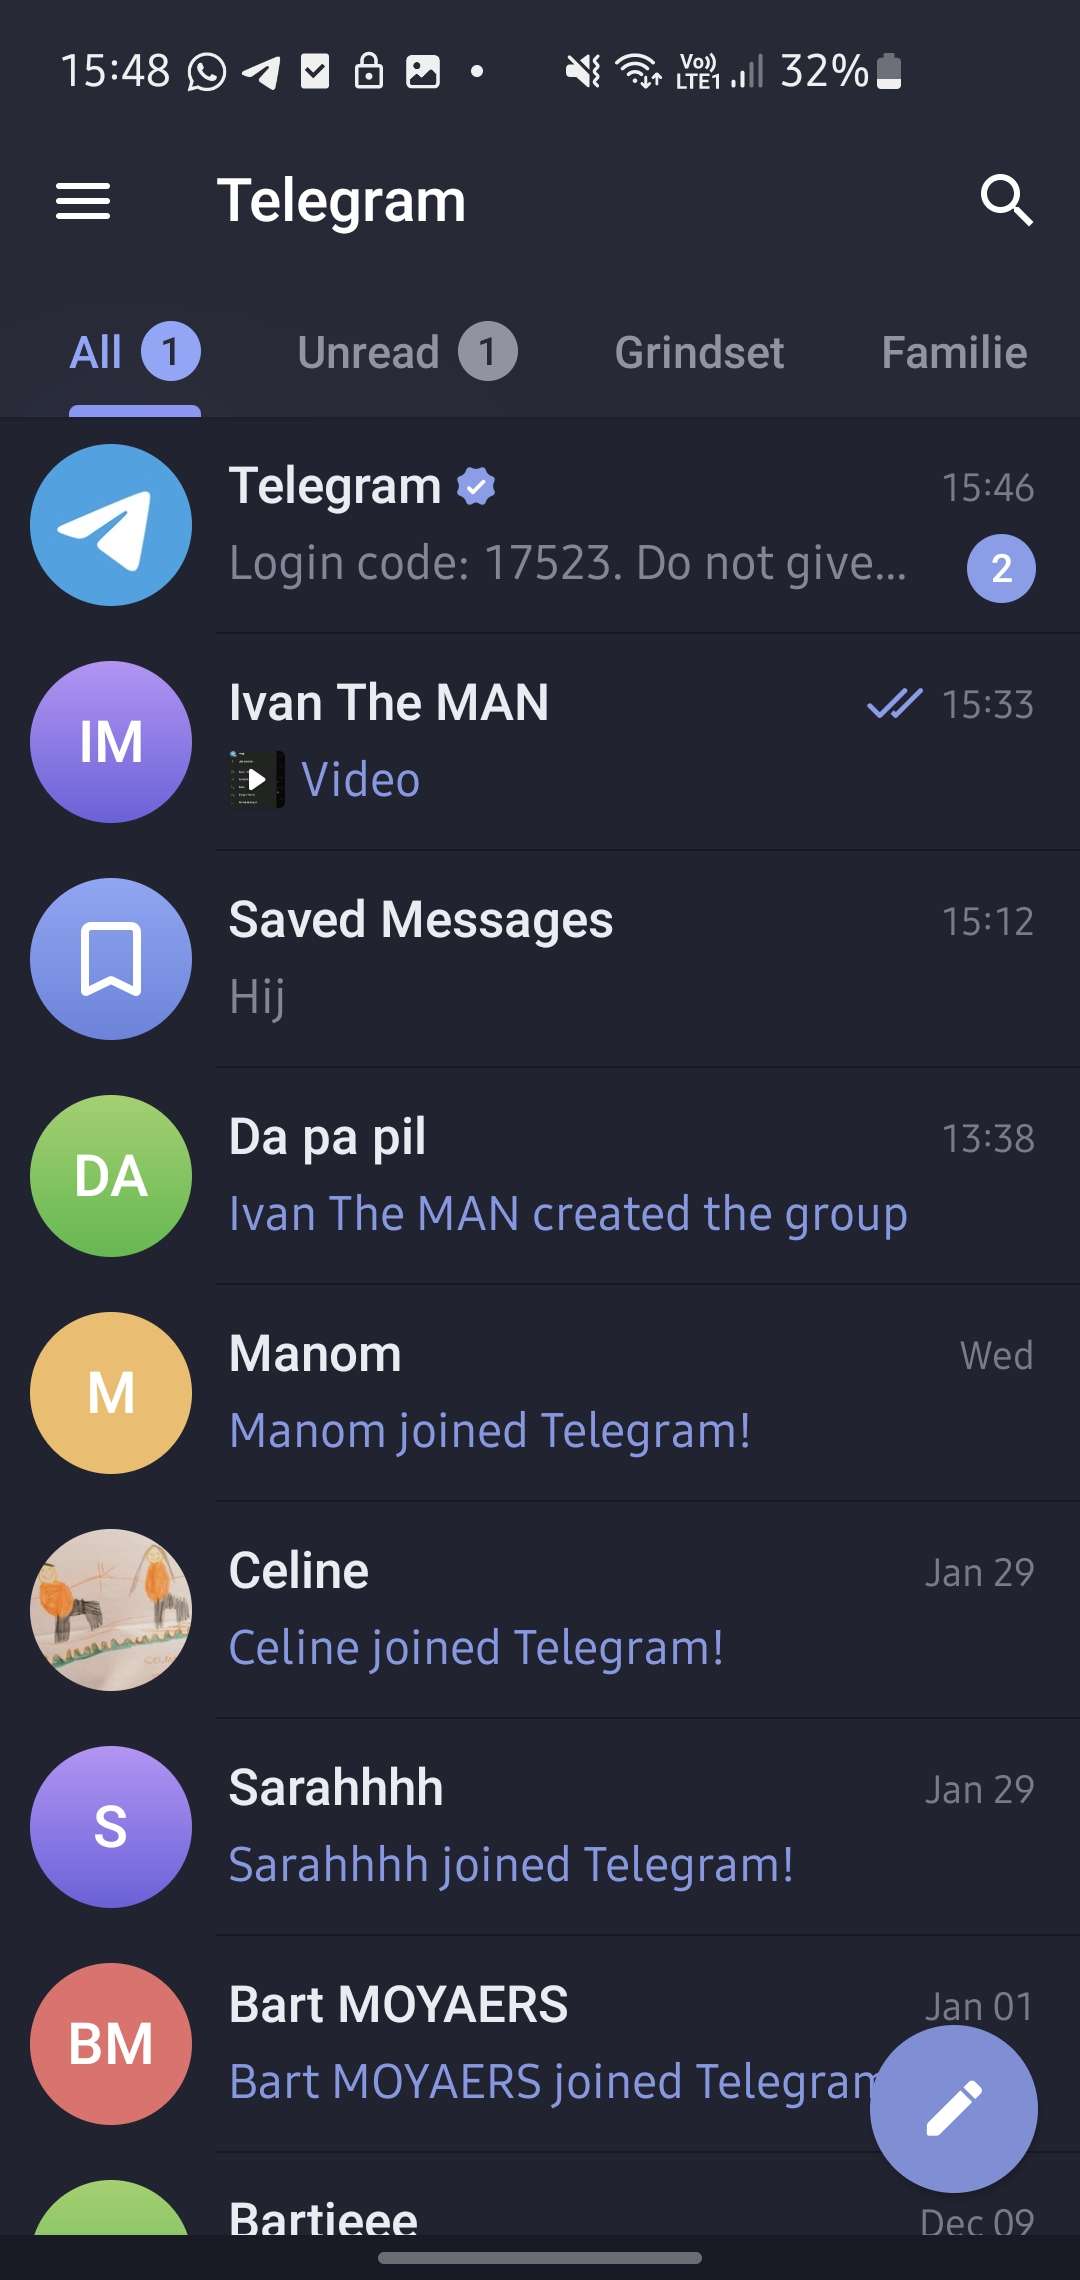 15:48 Vo)) LTE1 32%
Telegram
All 1 Unread 1 Grindset Familie
Telegram 15:46
Login code: 17523. Do not give... 2
IM Ivan The MAN 15:33
Video
Saved Messages 15:12
Hij
DA Da pa pil 13:38
Ivan The MAN created the group
M Manom Wed
Manom joined Telegram!
Celine Jan 29
Celine joined Telegram!
S Sarahhhh Jan 29
Sarahhhh joined Telegram!
BM Bart MOYAERS Jan 01
Bart MOYAERS joined Telegram
Bartieee Dec 09